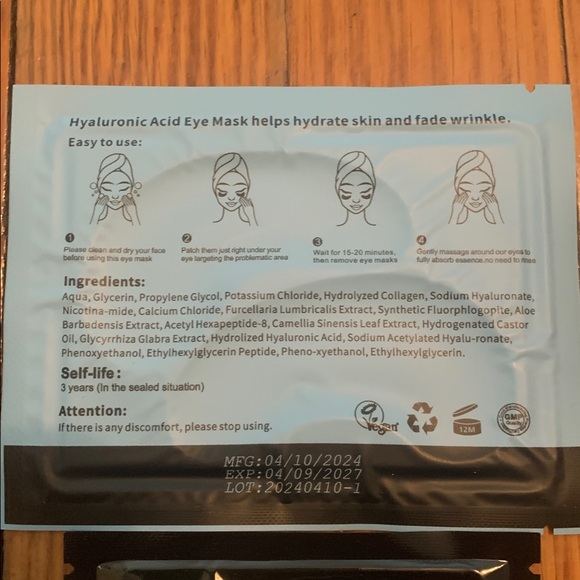 Hyaluronic Acid Eye Mask helps hydrate skin and fade wrinkle.
Easy to use:
1
Please clean and dry your face
before using this eye mask
2
Patch them just right under your
eye targeting the problematic area
3
Wait for 15-20 minutes,
then remove eye masks
4
Gently massage around our eyes to
fully absorb essence,no need to rinse
Ingredients:
Aqua, Glycerin, Propylene Glycol, Potassium Chloride, Hydrolyzed Collagen, Sodium Hyaluronate,
Nicotina-mide, Calcium Chloride, Furcellaria Lumbricalis Extract, Synthetic Fluorphlogopite, Aloe
Barbadensis Extract, Acetyl Hexapeptide-8, Camellia Sinensis Leaf Extract, Hydrogenated Castor
Oil, Glycyrrhiza Glabra Extract, Hydrolized Hyaluronic Acid, Sodium Acetylated Hyalu-ronate,
Phenoxyethanol, Ethylhexylglycerin Peptide, Pheno-xyethanol, Ethylhexylglycerin.
Self-life:
3 years (In the sealed situation)
Attention:
If there is any discomfort, please stop using.
Vegan
12M
GMP
Quality
MFG:04/10/2024
EXP:04/09/2027
LOT:20240410-1